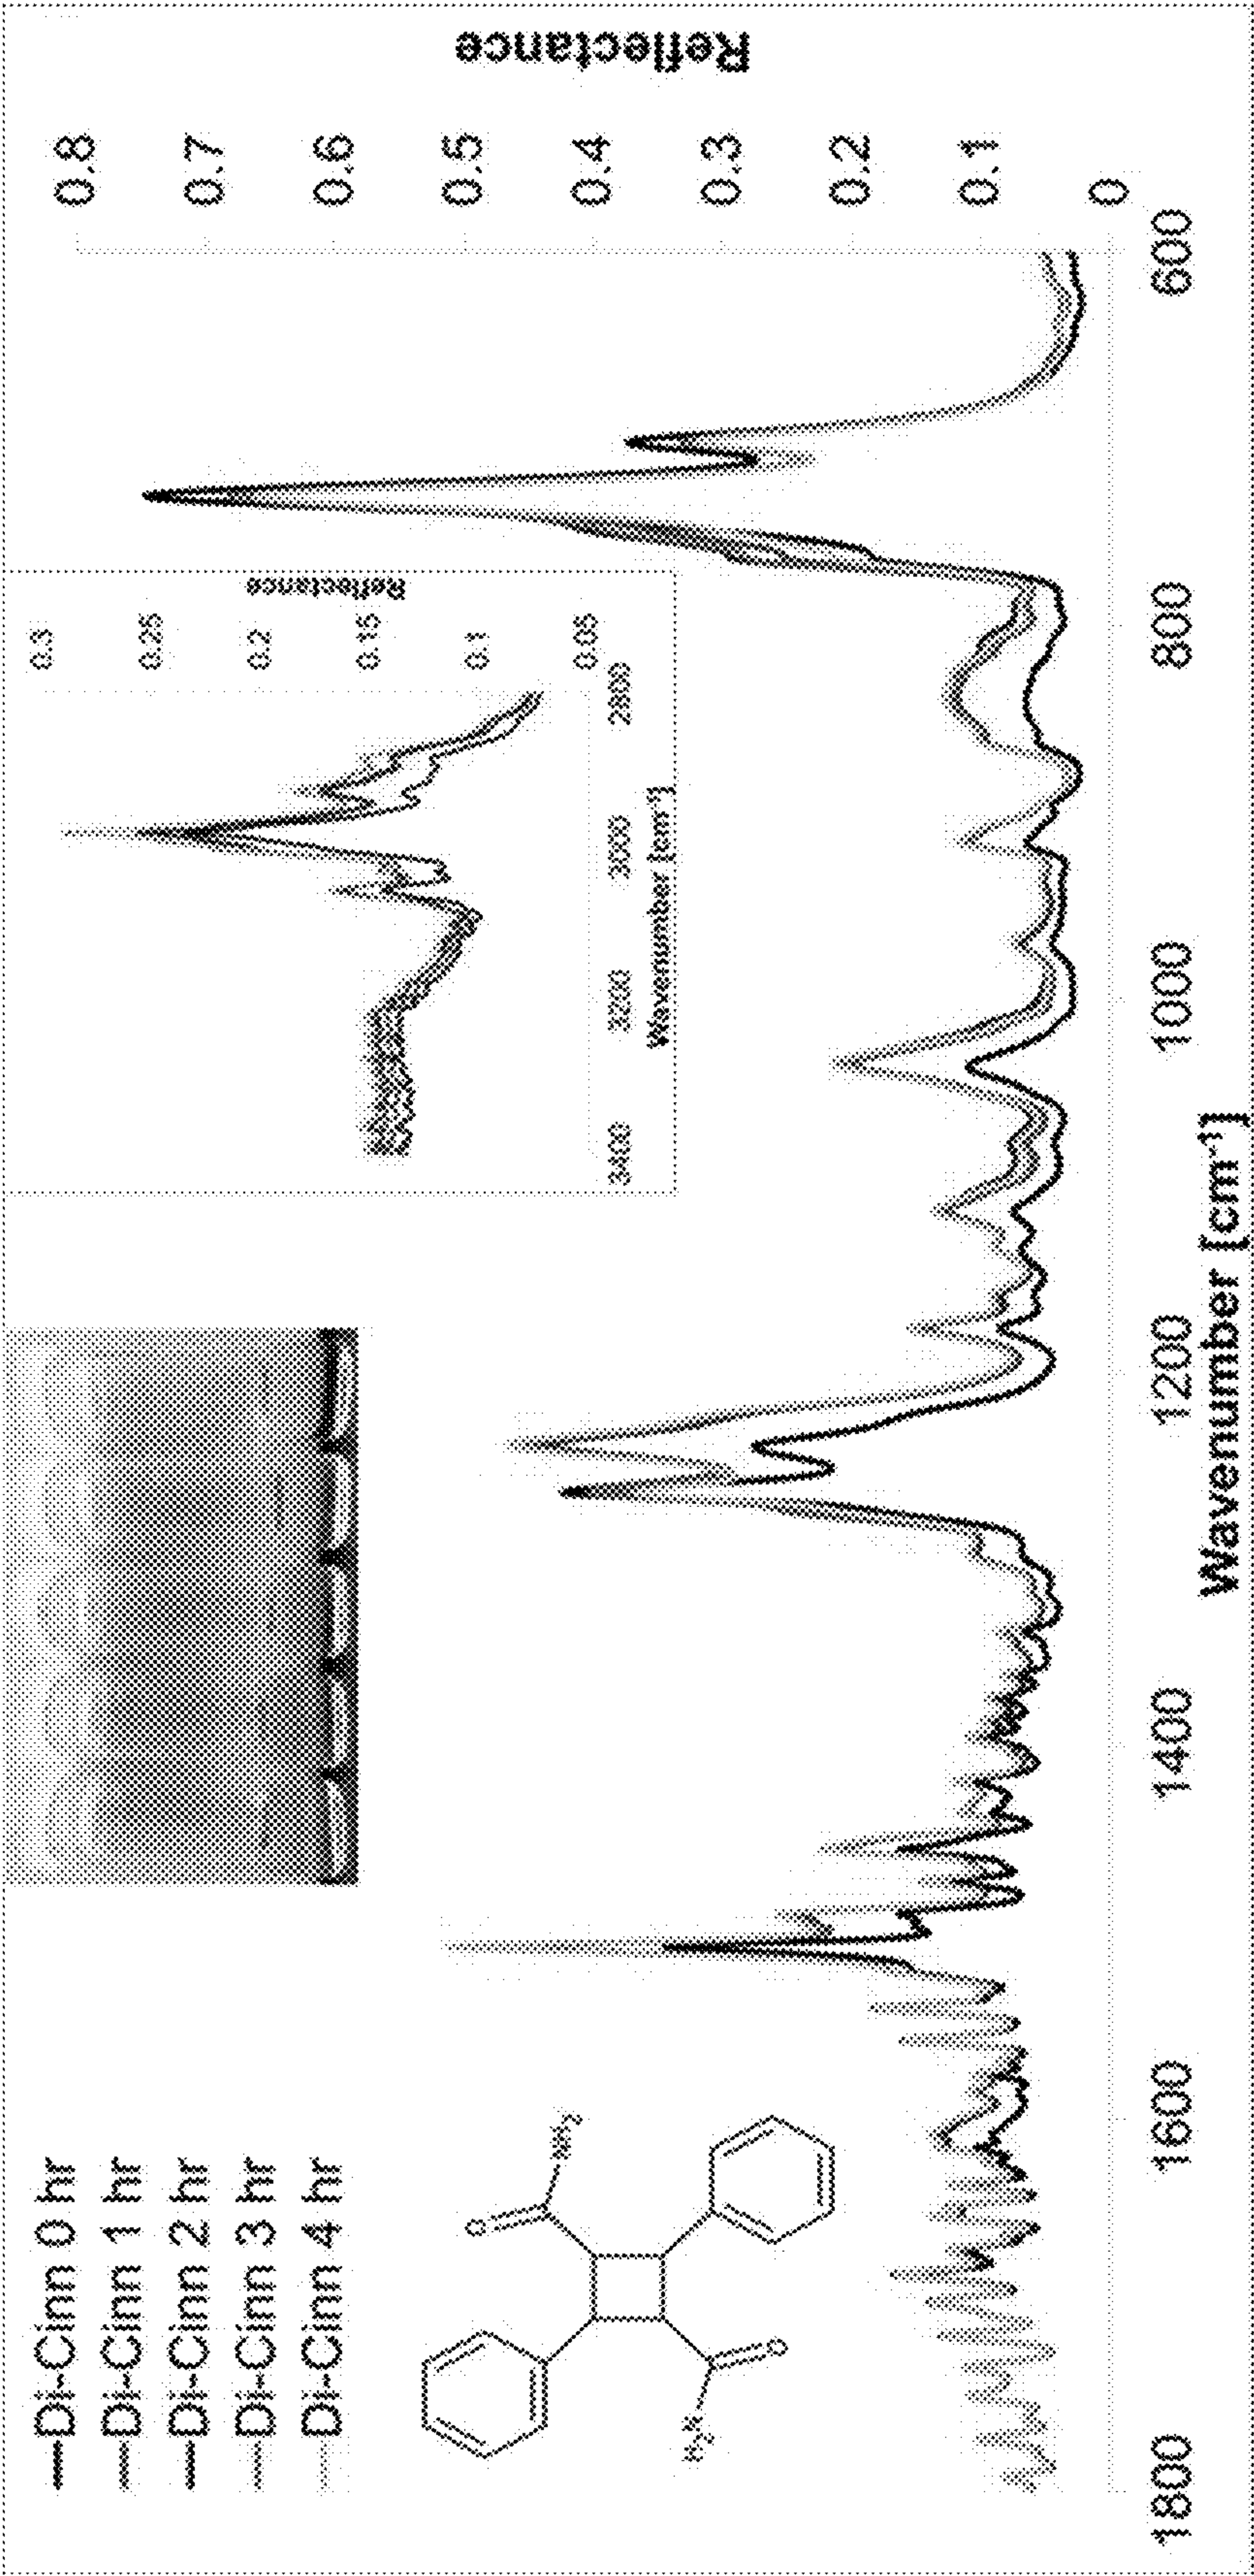 Di-Cinn 0 hr
Di-Cinn 1 hr
Di-Cinn 2 hr
Di-Cinn 3 hr
Di-Cinn 4 hr
O
NH₂
H₂N
O
0.3
0.25
0.2
0.15
0.1
0.05
Reflectance
3400
3200
3000
2800
Wavenumber [cm⁻¹]
0.8
0.7
0.6
0.5
0.4
0.3
0.2
0.1
0
Reflectance
1800
1600
1400
1200
1000
800
600
Wavenumber [cm⁻¹]